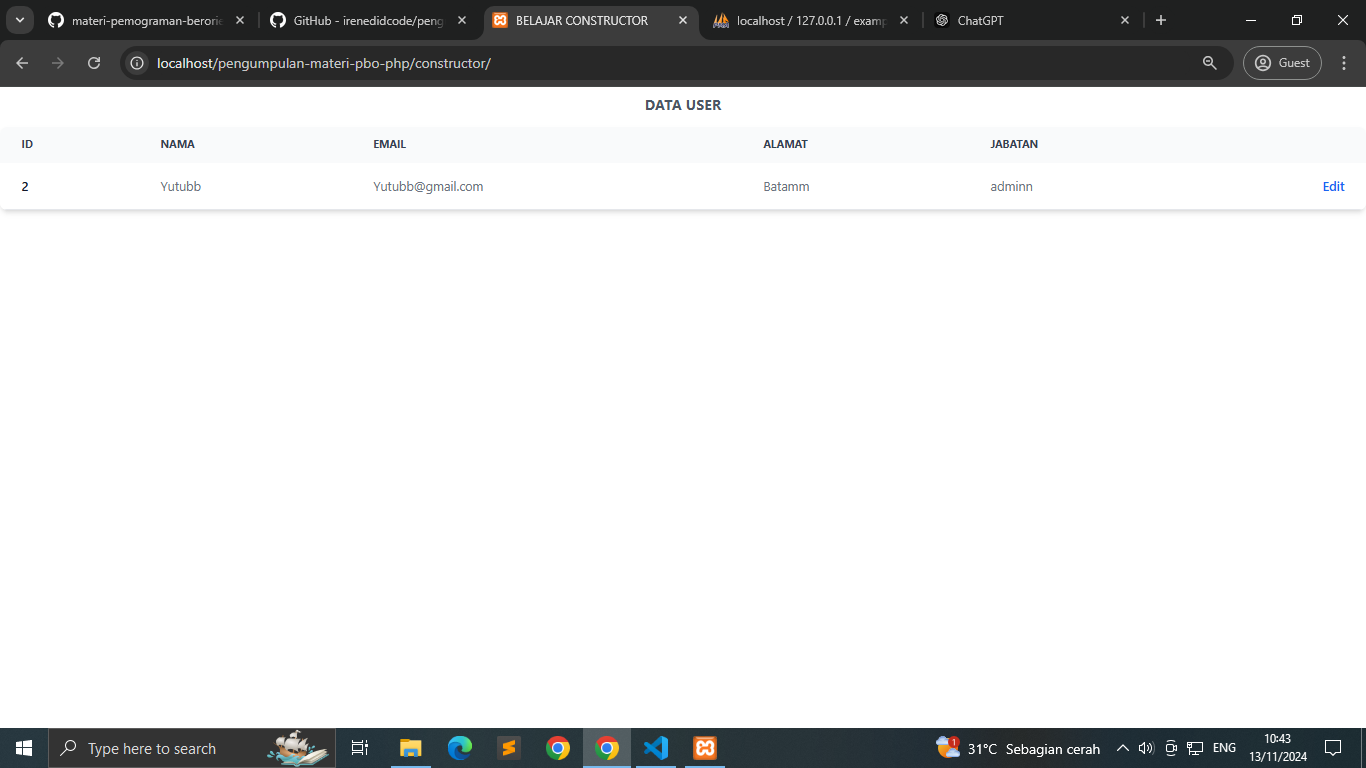 materi-pemograman-berorie
GitHub - irenedidcode/peng
BELAJAR CONSTRUCTOR
localhost / 127.0.0.1 / examp
ChatGPT
localhost/pengumpulan-materi-pbo-php/constructor/
Guest
DATA USER
ID NAMA EMAIL ALAMAT JABATAN
2 Yutubb Yutubb@gmail.com Batamm adminn Edit
Type here to search
1
31°C Sebagian cerah
ENG
10:43
13/11/2024